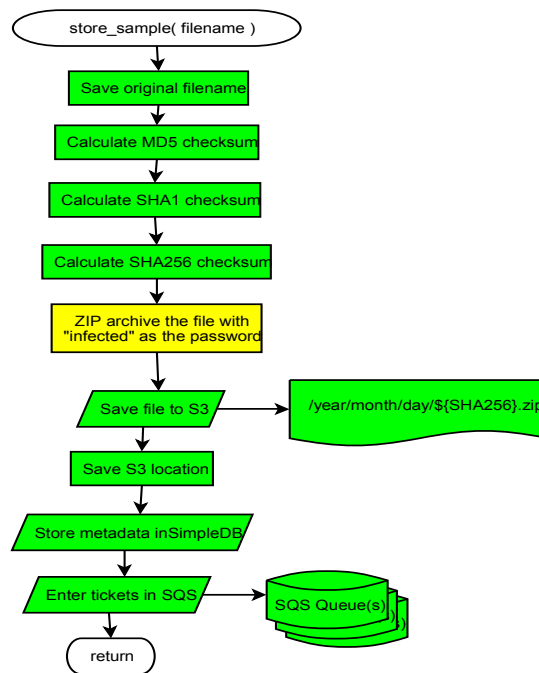 store_sample( filename )
Save original filename
Calculate MD5 checksum
Calculate SHA1 checksum
Calculate SHA256 checksum
ZIP archive the file with
"infected" as the password
Save file to S3
/year/month/day/${SHA256}.zip
Save S3 location
Store metadata inSimpleDB
Enter tickets in SQS
SQS Queue(s)
return